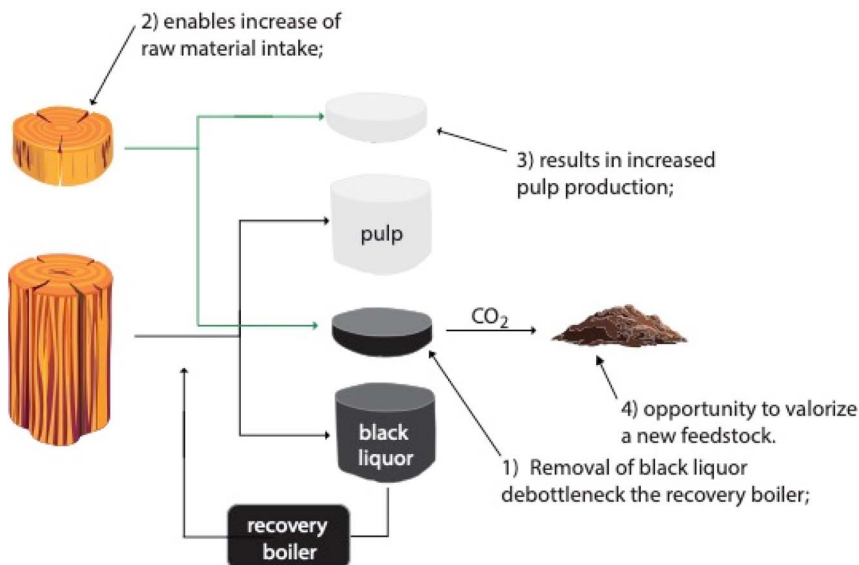 2) enables increase of
raw material intake;
3) results in increased
pulp production;
pulp
CO₂
4) opportunity to valorize
a new feedstock.
black
liquor
1) Removal of black liquor
debottleneck the recovery boiler;
recovery
boiler